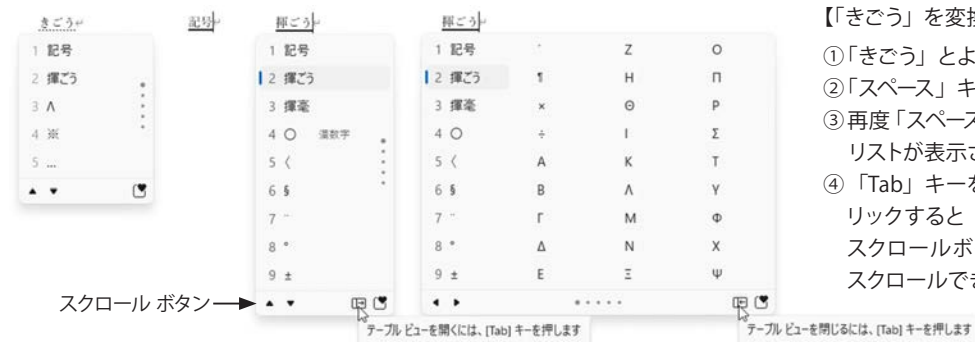 きごう
1 記号
2 揮ごう
3 Λ
4 ※
5 ...
記号
揮ごう
1 記号
2 揮ごう
3 揮毫
4 ○ 漢数字
5 〈
6 §
7 ¨
8 °
9 ±
スクロール ボタン
テーブル ビューを開くには、[Tab] キーを押します
揮ごう
1 記号 ´ Z O
2 揮ごう ¶ H Π
3 揮毫 × Θ P
4 ○ ÷ I Σ
5 〈 A K T
6 § B Λ Y
7 ¨ Γ M Φ
8 ° Δ N X
9 ± E Ξ Ψ
テーブル ビューを閉じるには、[Tab] キーを押します
【「きごう」を変換
①「きごう」とよ
②「スペース」キ
③再度「スペース
リストが表示さ
④「Tab」キーを
リックすると
スクロールボ
スクロールでき